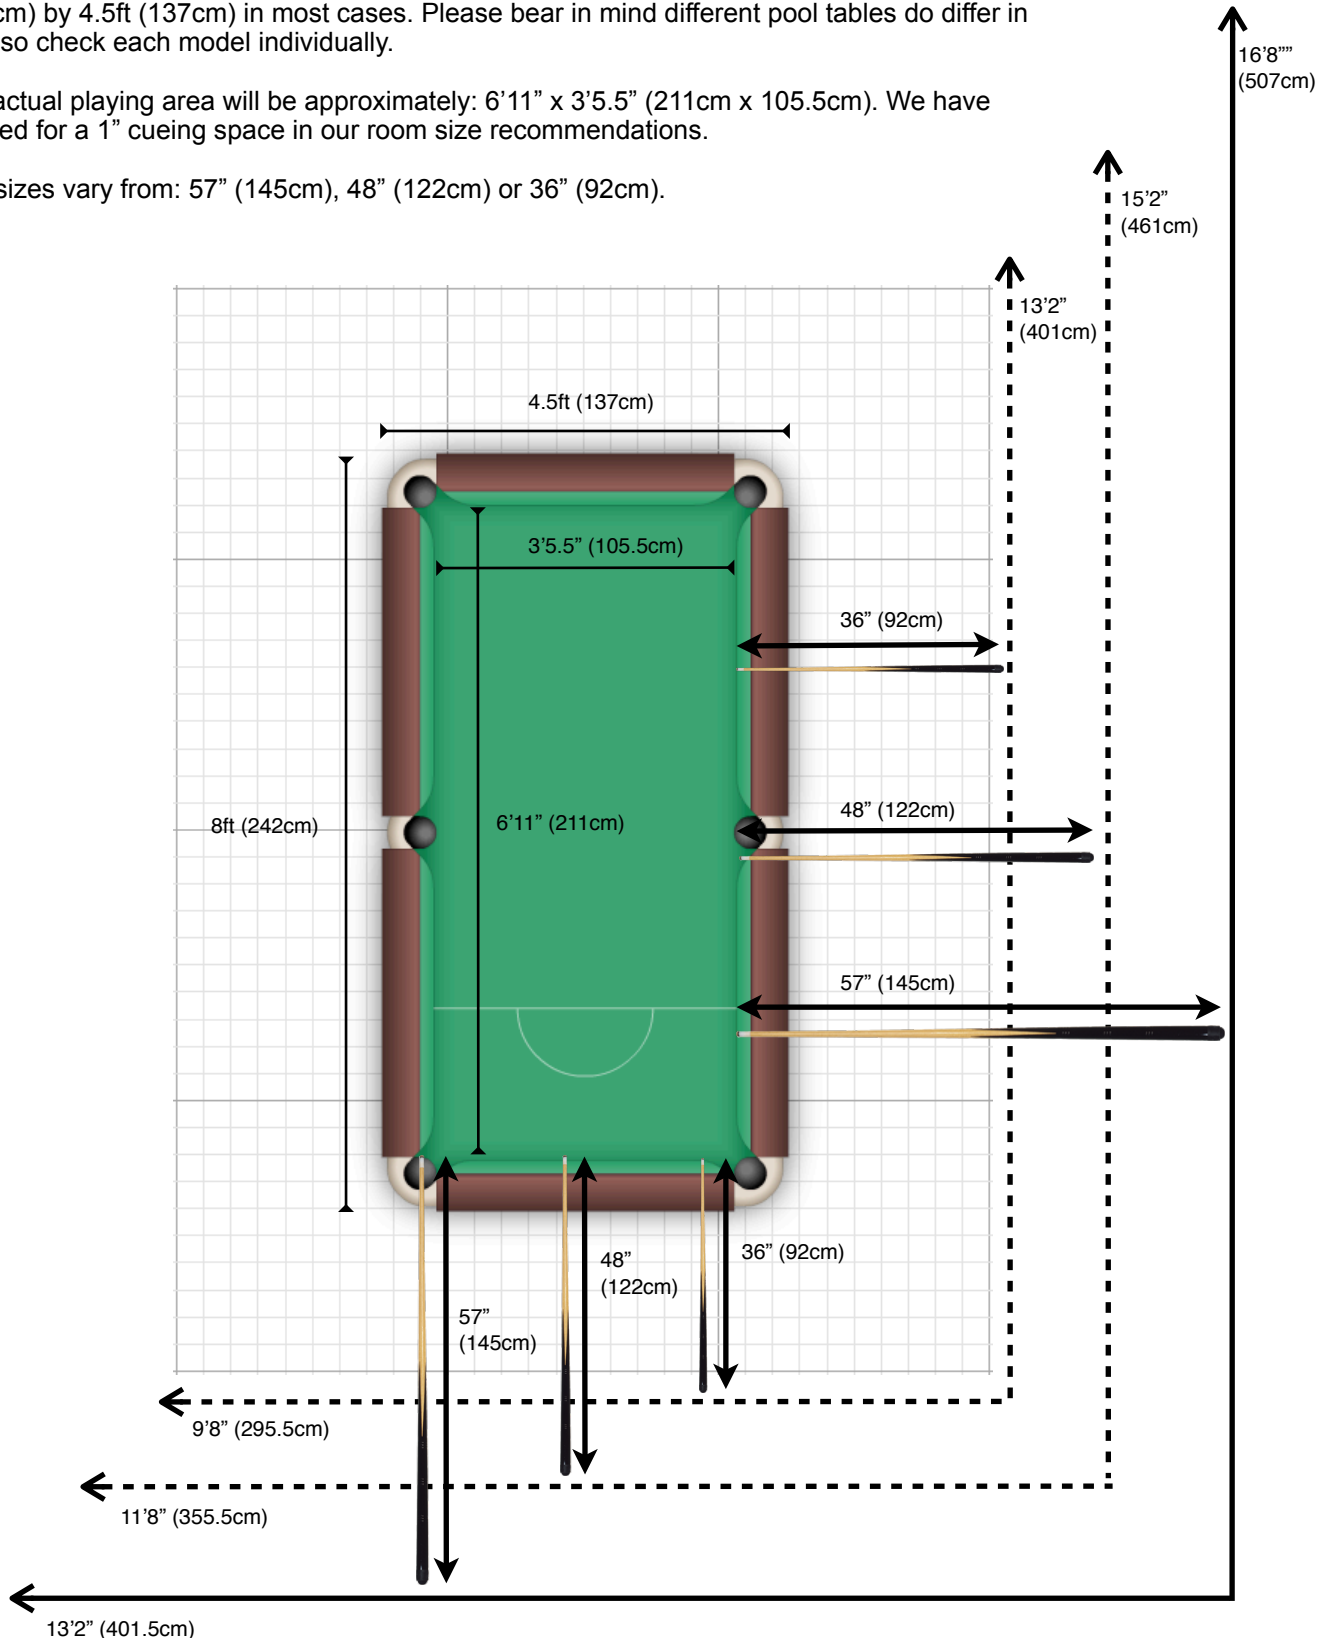 cm) by 4.5ft (137cm) in most cases. Please bear in mind different pool tables do differ in
so check each model individually.
actual playing area will be approximately: 6’11” x 3’5.5” (211cm x 105.5cm). We have
ed for a 1” cueing space in our room size recommendations.
sizes vary from: 57” (145cm), 48” (122cm) or 36” (92cm).
16’8””
(507cm)
15’2”
(461cm)
13’2”
(401cm)
4.5ft (137cm)
3’5.5” (105.5cm)
36” (92cm)
48” (122cm)
8ft (242cm)
6’11” (211cm)
57” (145cm)
36” (92cm)
48”
(122cm)
57”
(145cm)
9’8” (295.5cm)
11’8” (355.5cm)
13’2” (401.5cm)